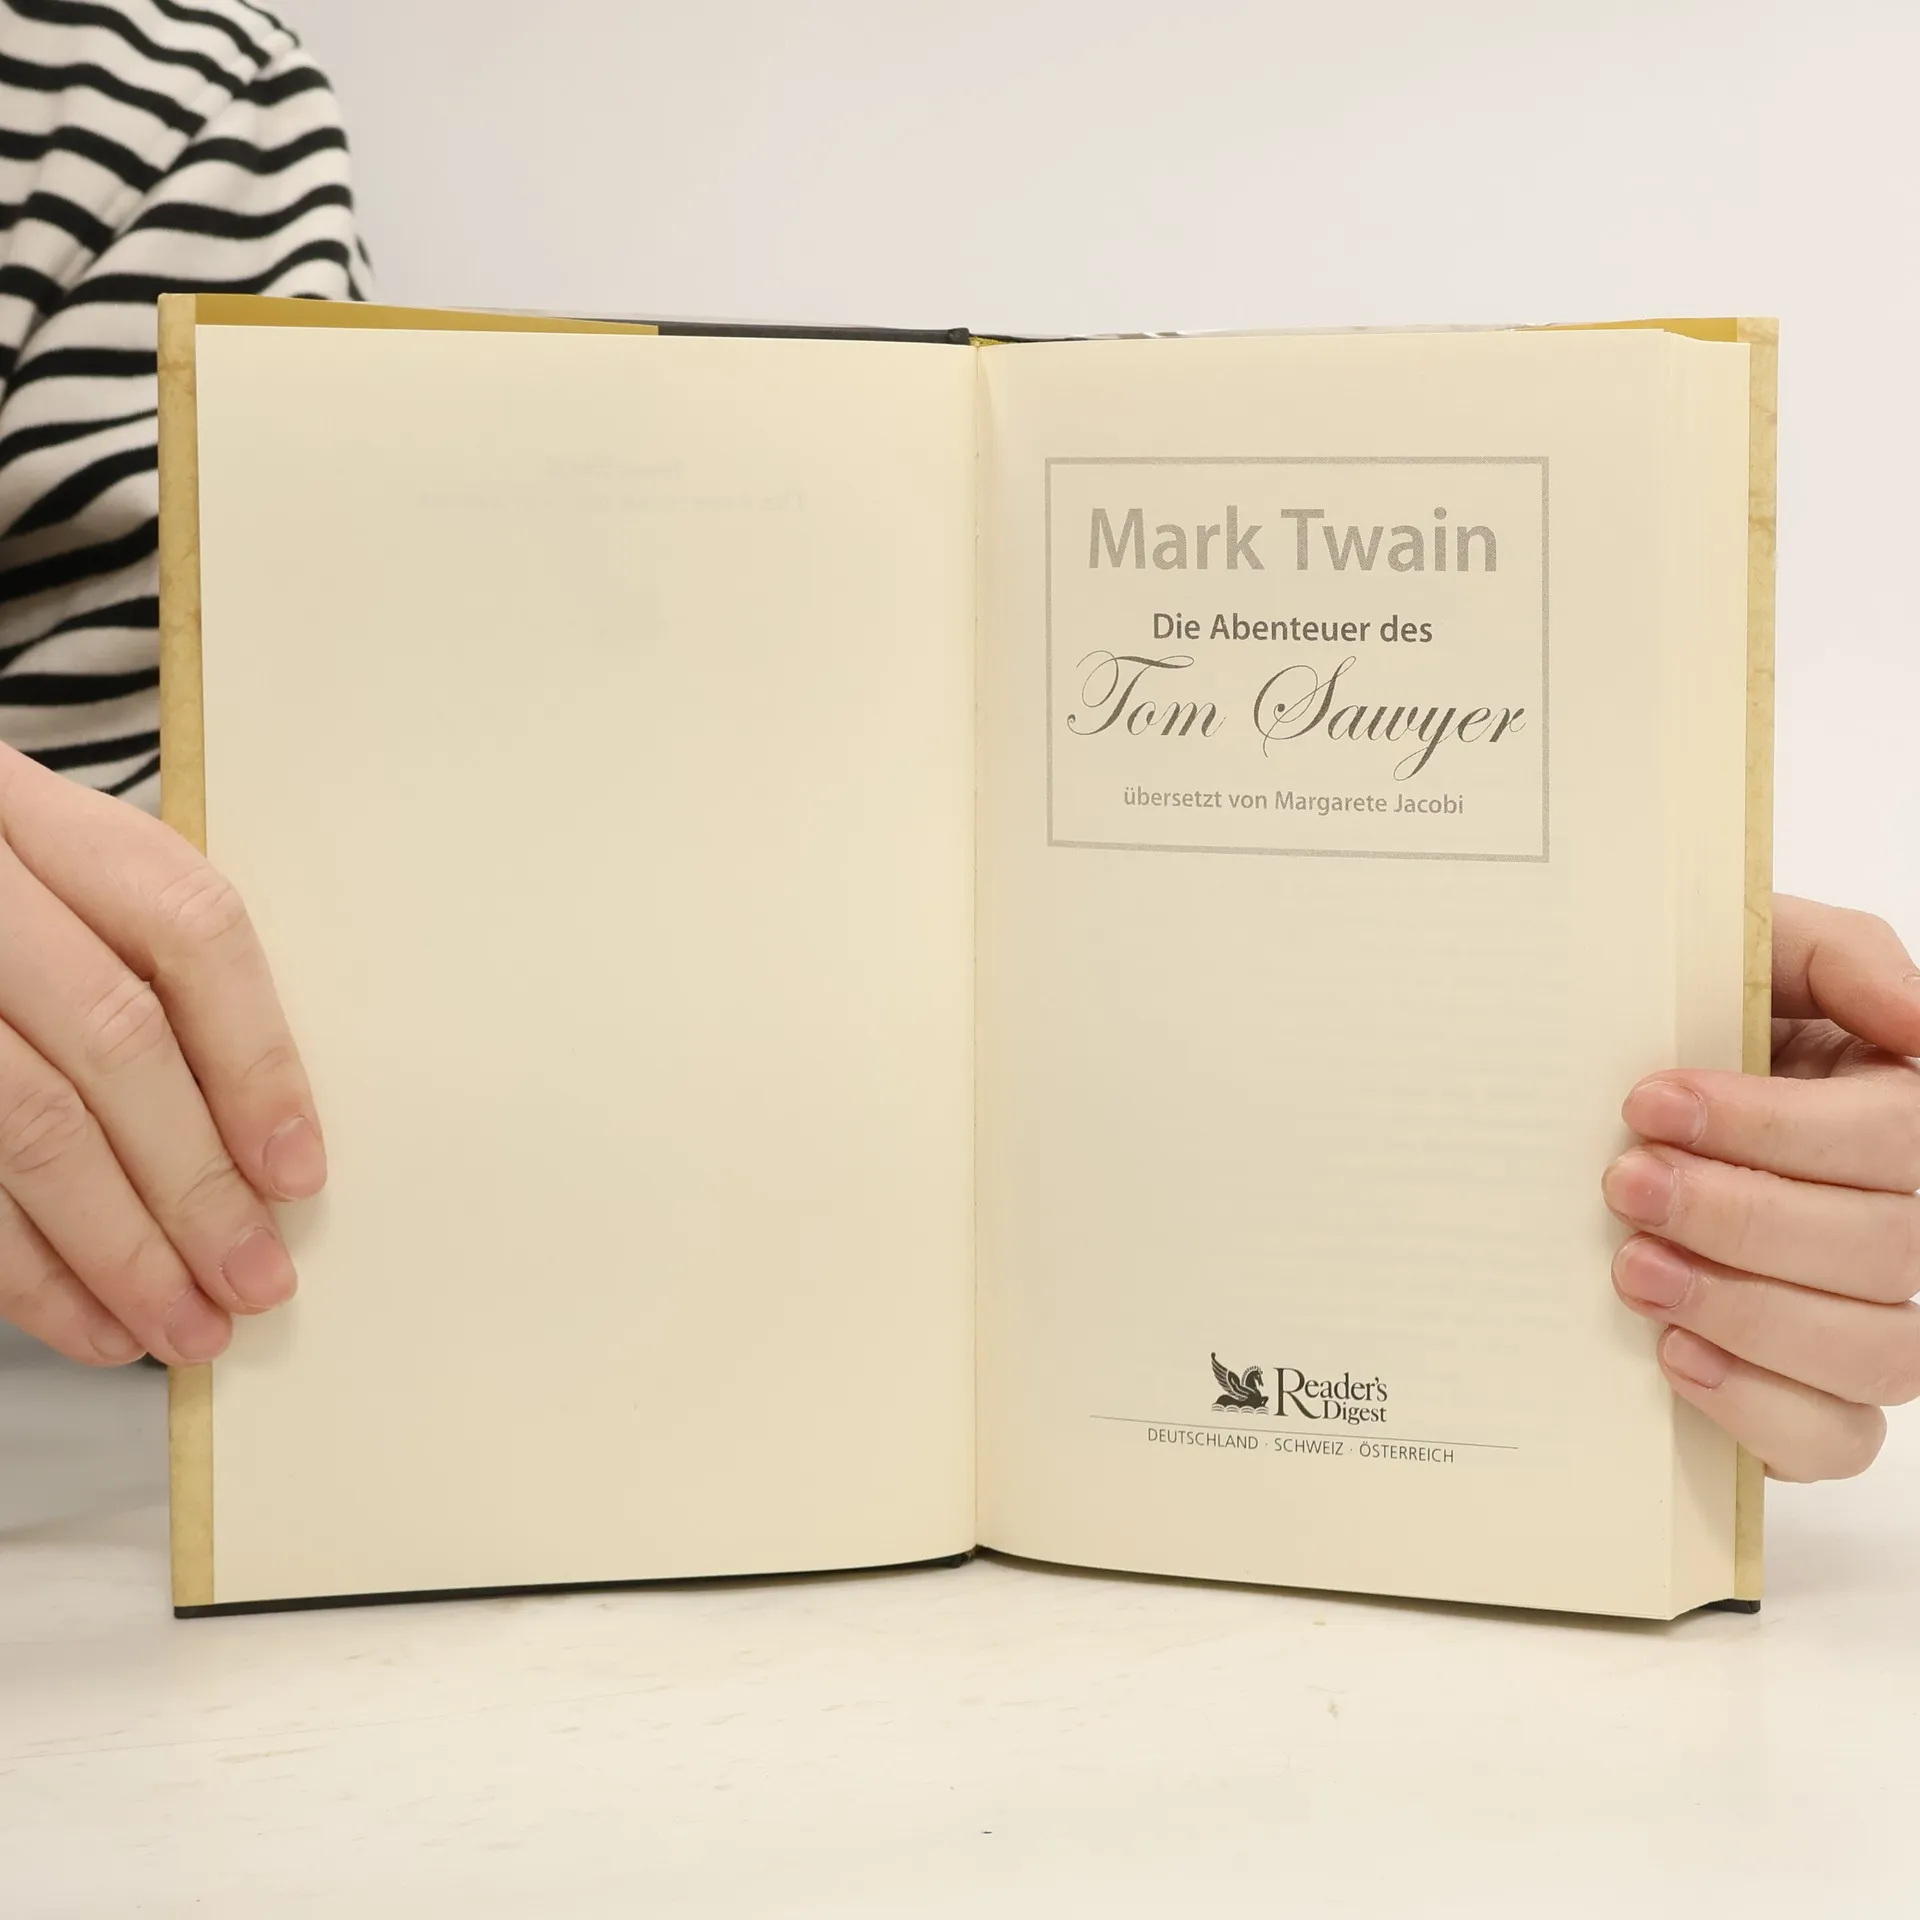 Mark Twain
Die Abenteuer des
Tom Sawyer
übersetzt von Margarete Jacobi
Reader's
Digest
DEUTSCHLAND · SCHWEIZ · ÖSTERREICH